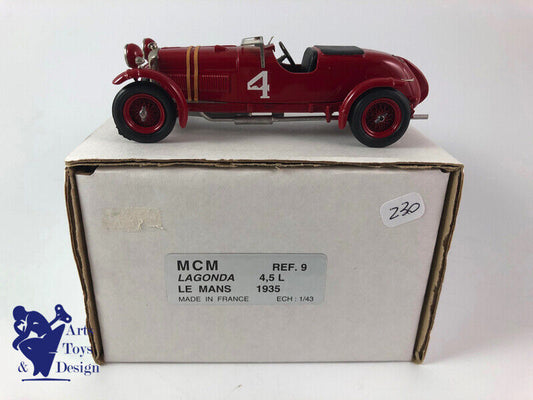 4
230
MCM REF. 9
LAGONDA 4,5 L
LE MANS 1935
MADE IN FRANCE ECH : 1/43
Arts
Toys
& Design